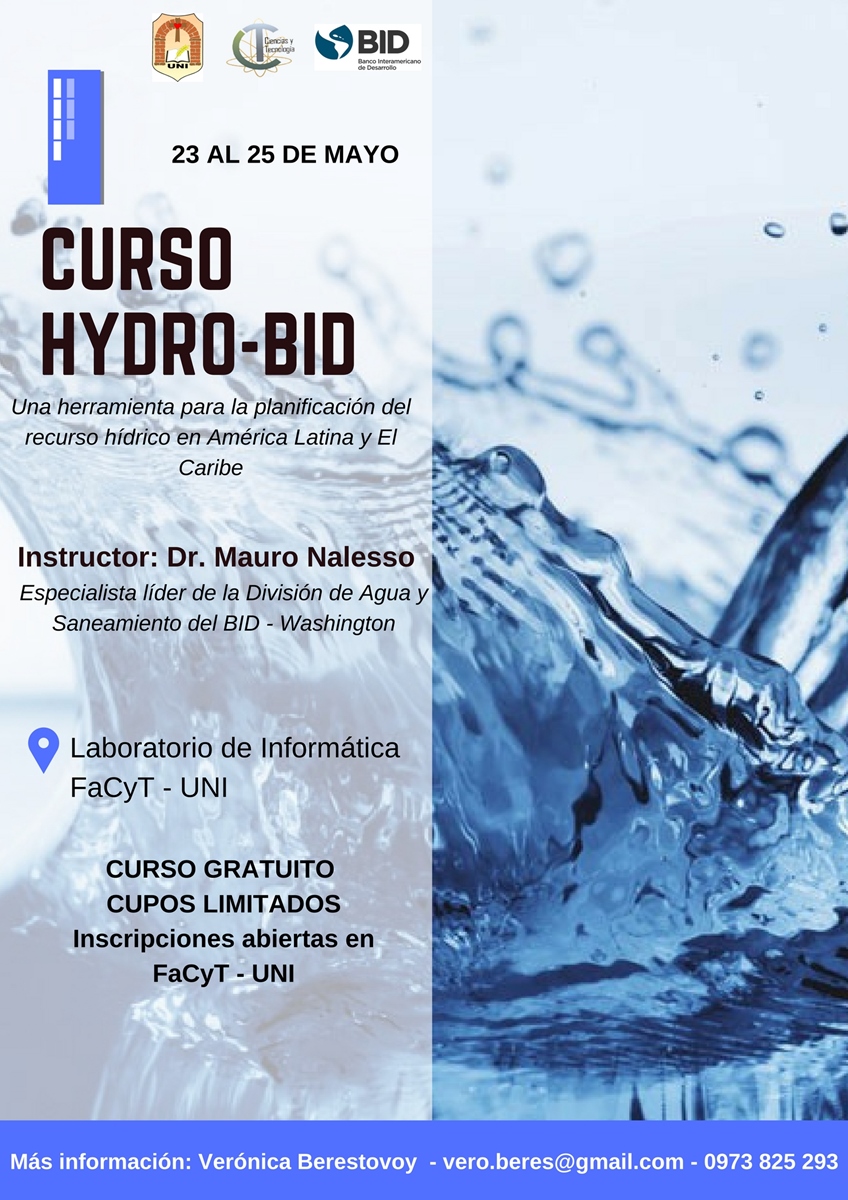 UNI
Ciencias y
Tecnología
BID
Banco Interamericano
de Desarrollo
23 AL 25 DE MAYO
CURSO
HYDRO-BID
Una herramienta para la planificación del
recurso hídrico en América Latina y El
Caribe
Instructor: Dr. Mauro Nalesso
Especialista líder de la División de Agua y
Saneamiento del BID - Washington
Laboratorio de Informática
FaCyT - UNI
CURSO GRATUITO
CUPOS LIMITADOS
Inscripciones abiertas en
FaCyT - UNI
Más información: Verónica Berestovoy - vero.beres@gmail.com - 0973 825 293